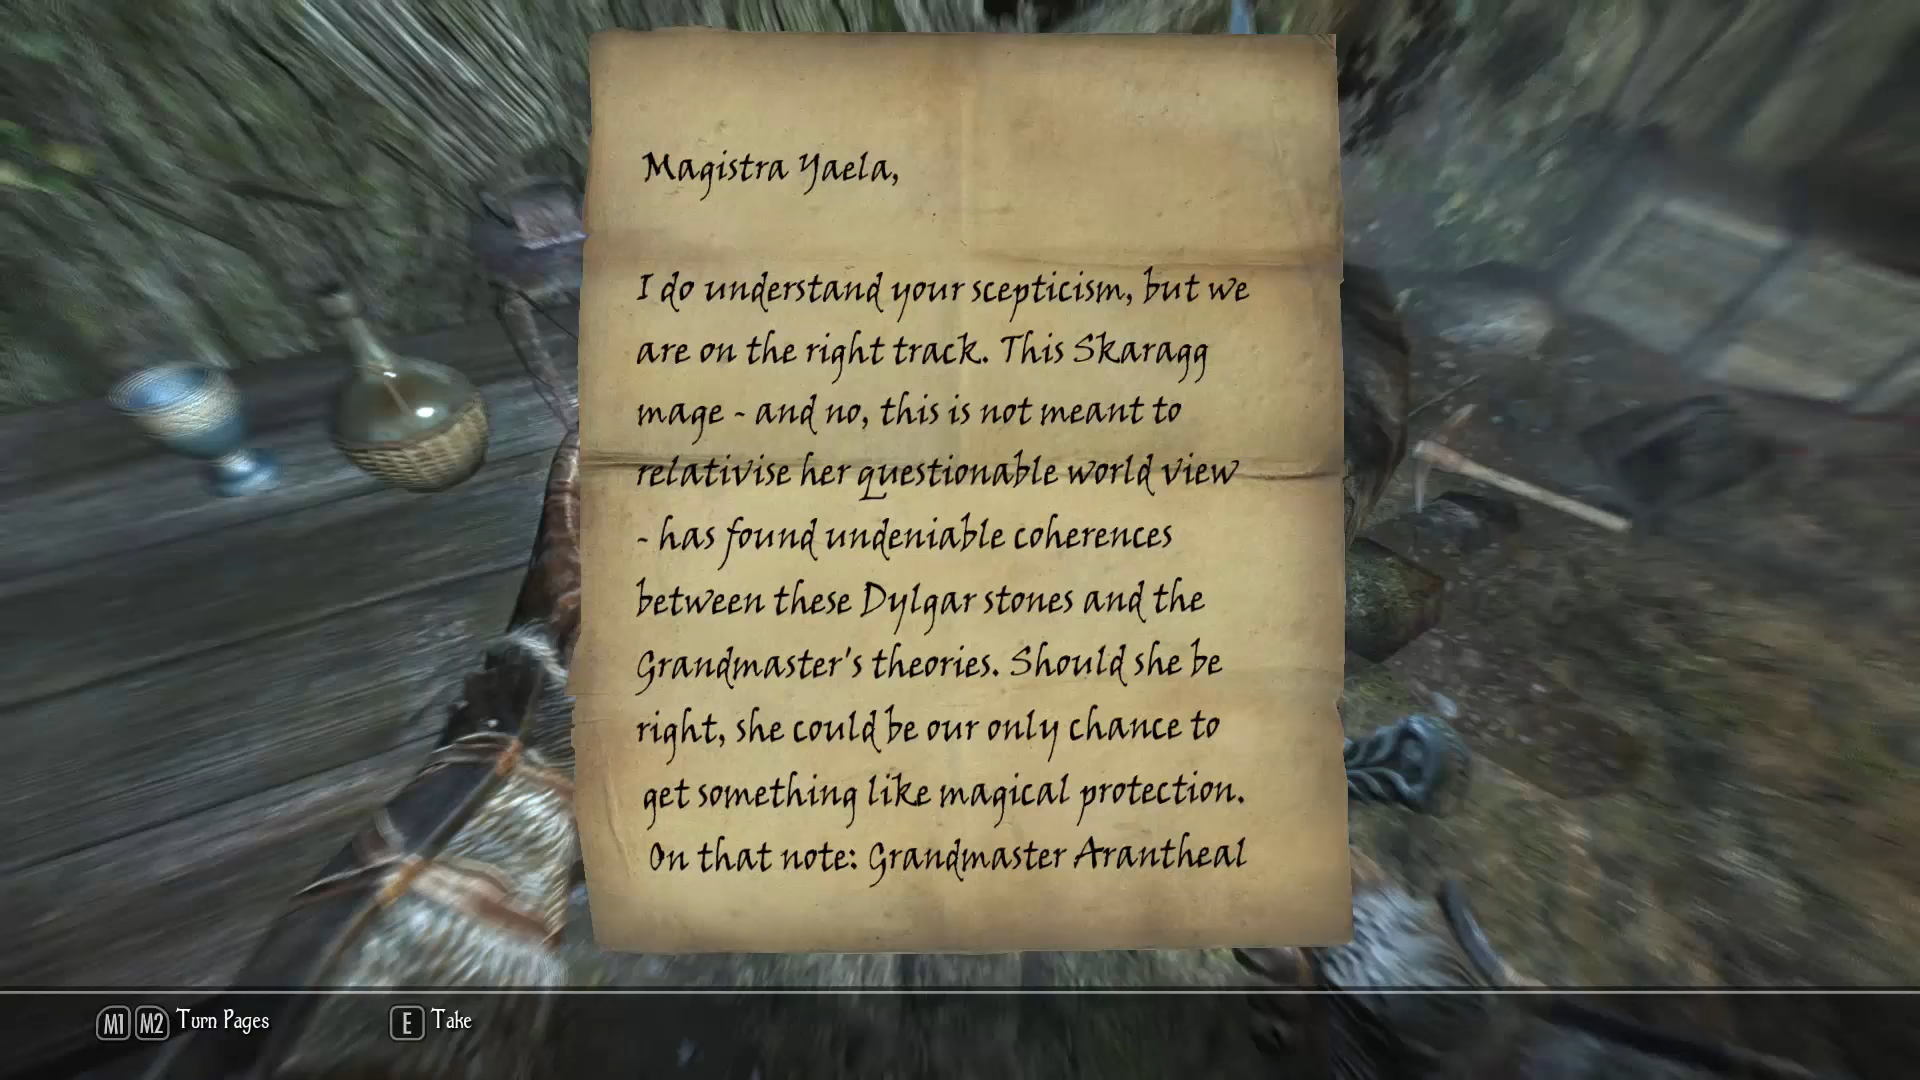 Magistra Yaela,
I do understand your scepticism, but we
are on the right track. This Skaragg
mage - and no, this is not meant to
relativise her questionable world view
- has found undeniable coherences
between these Dylgar stones and the
Grandmaster's theories. Should she be
right, she could be our only chance to
get something like magical protection.
On that note: Grandmaster Arantheal
M1 M2 Turn Pages E Take